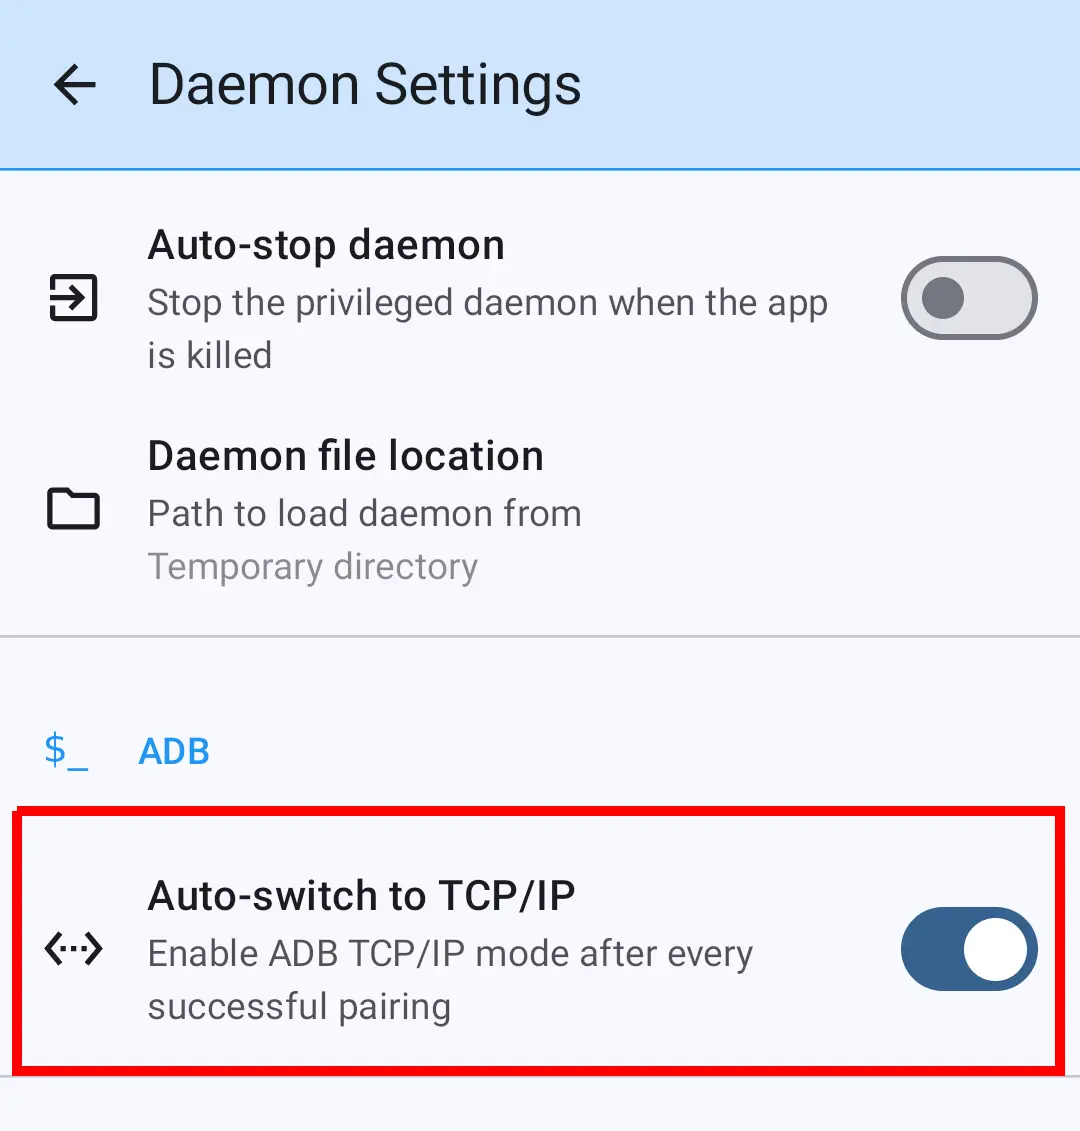 Daemon Settings
Auto-stop daemon
Stop the privileged daemon when the app
is killed
Daemon file location
Path to load daemon from
Temporary directory
$_ ADB
Auto-switch to TCP/IP
Enable ADB TCP/IP mode after every
successful pairing